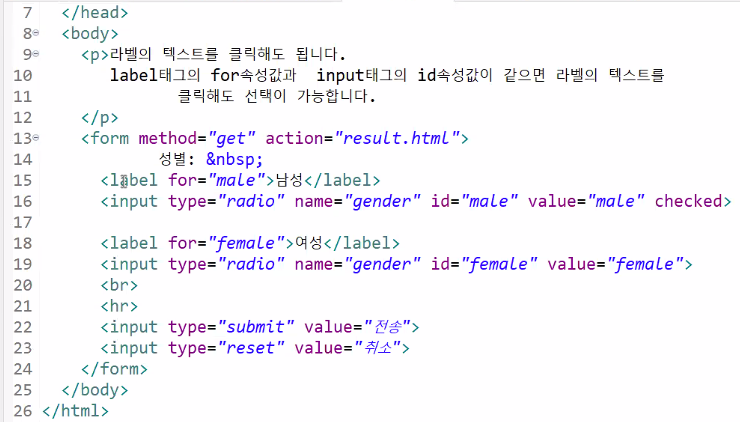 7 </head>
8 <body>
9 <p>라벨의 텍스트를 클릭해도 됩니다.
10 label태그의 for속성값과 input태그의 id속성값이 같으면 라벨의 텍스트를
11 클릭해도 선택이 가능합니다.
12 </p>
13 <form method="get" action="result.html">
14 성별: &nbsp;
15 <label for="male">남성</label>
16 <input type="radio" name="gender" id="male" value="male" checked>
17
18 <label for="female">여성</label>
19 <input type="radio" name="gender" id="female" value="female">
20 <br>
21 <hr>
22 <input type="submit" value="전송">
23 <input type="reset" value="취소">
24 </form>
25 </body>
26 </html>